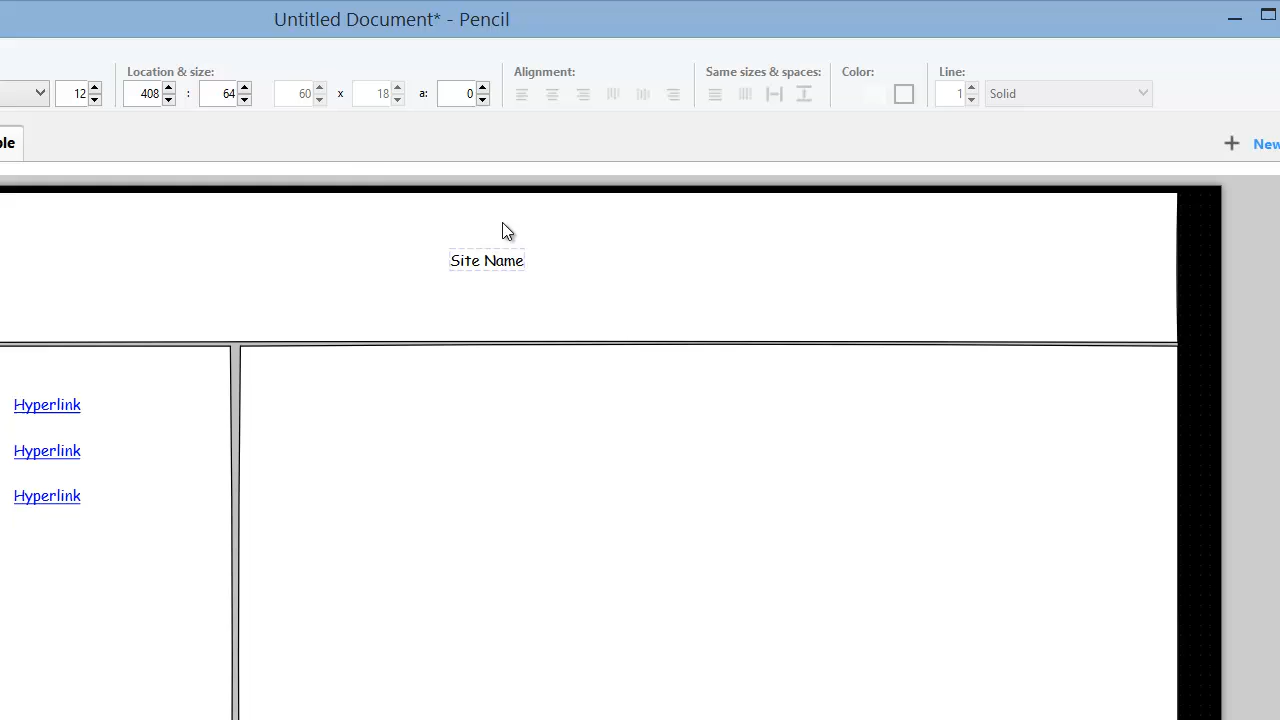 Untitled Document* - Pencil
Location & size: Alignment: Same sizes & spaces: Color: Line:
12 408 : 64 60 x 18 a: 0 1 Solid
ble + New
Site Name
Hyperlink
Hyperlink
Hyperlink